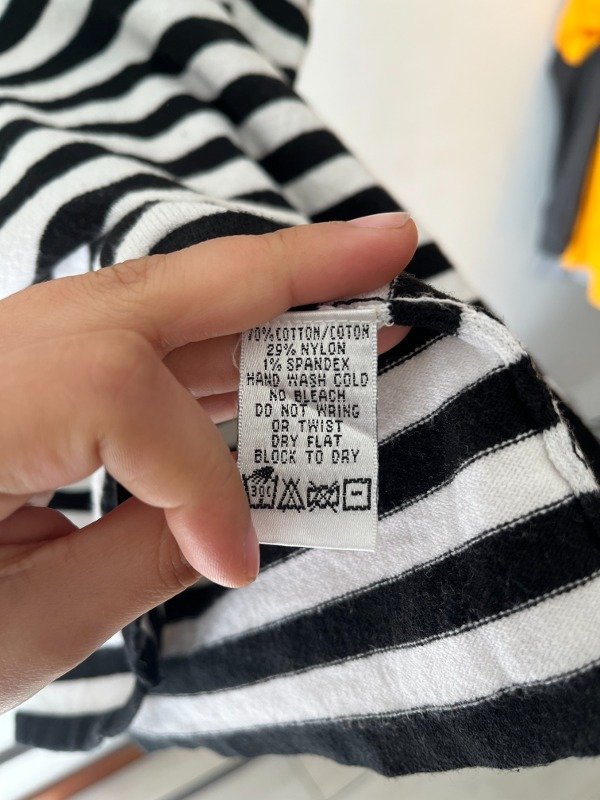 70% COTTON/COTON
29% NYLON
1% SPANDEX
HAND WASH COLD
NO BLEACH
DO NOT WRING
OR TWIST
DRY FLAT
BLOCK TO DRY
30C